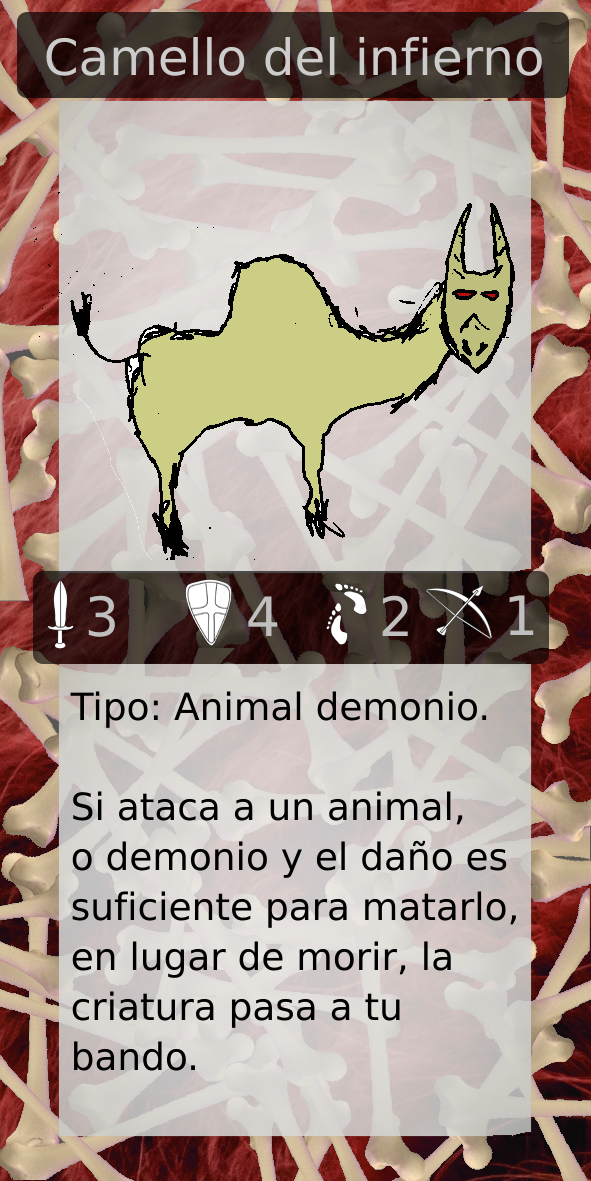 Camello del infierno
3 4 2 1
Tipo: Animal demonio.
Si ataca a un animal,
o demonio y el daño es
suficiente para matarlo,
en lugar de morir, la
criatura pasa a tu
bando.